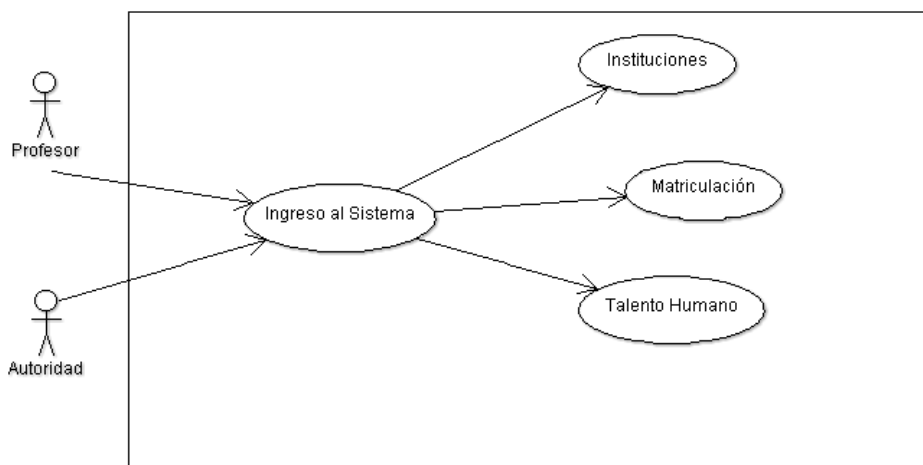 Instituciones
Profesor
Matriculación
Ingreso al Sistema
Talento Humano
Autoridad